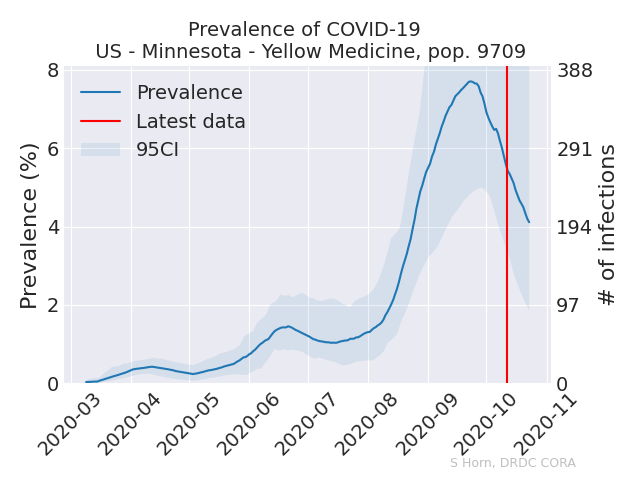 Prevalence of COVID-19
US - Minnesota - Yellow Medicine, pop. 9709
Prevalence
Latest data
95CI
Prevalence (%)
8
6
4
2
0
# of infections
388
291
194
97
0
2020-03
2020-04
2020-05
2020-06
2020-07
2020-08
2020-09
2020-10
2020-11
S Horn, DRDC CORA